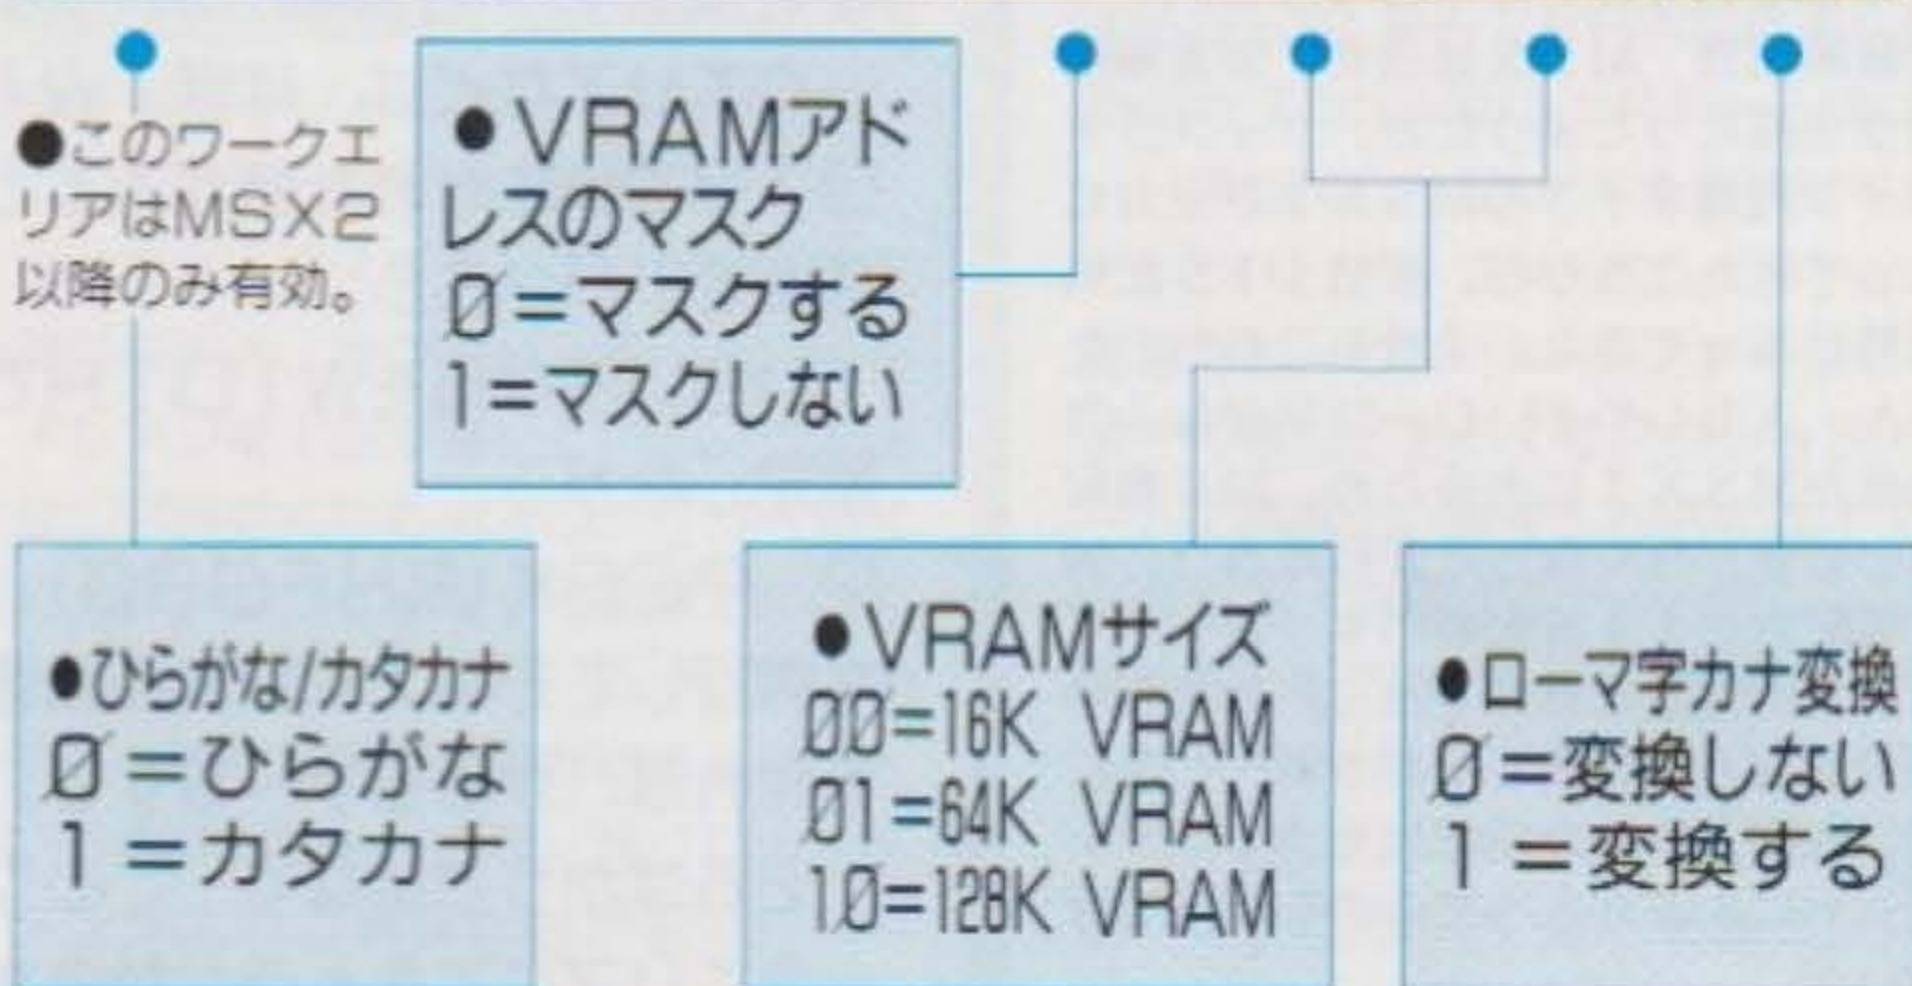 ●このワークエ
リアはMSX2
以降のみ有効。
●VRAMアド
レスのマスク
0=マスクする
1=マスクしない
●ひらがな/カタカナ
0=ひらがな
1=カタカナ
●VRAMサイズ
00=16K VRAM
01=64K VRAM
10=128K VRAM
●ローマ字カナ変換
0=変換しない
1=変換する